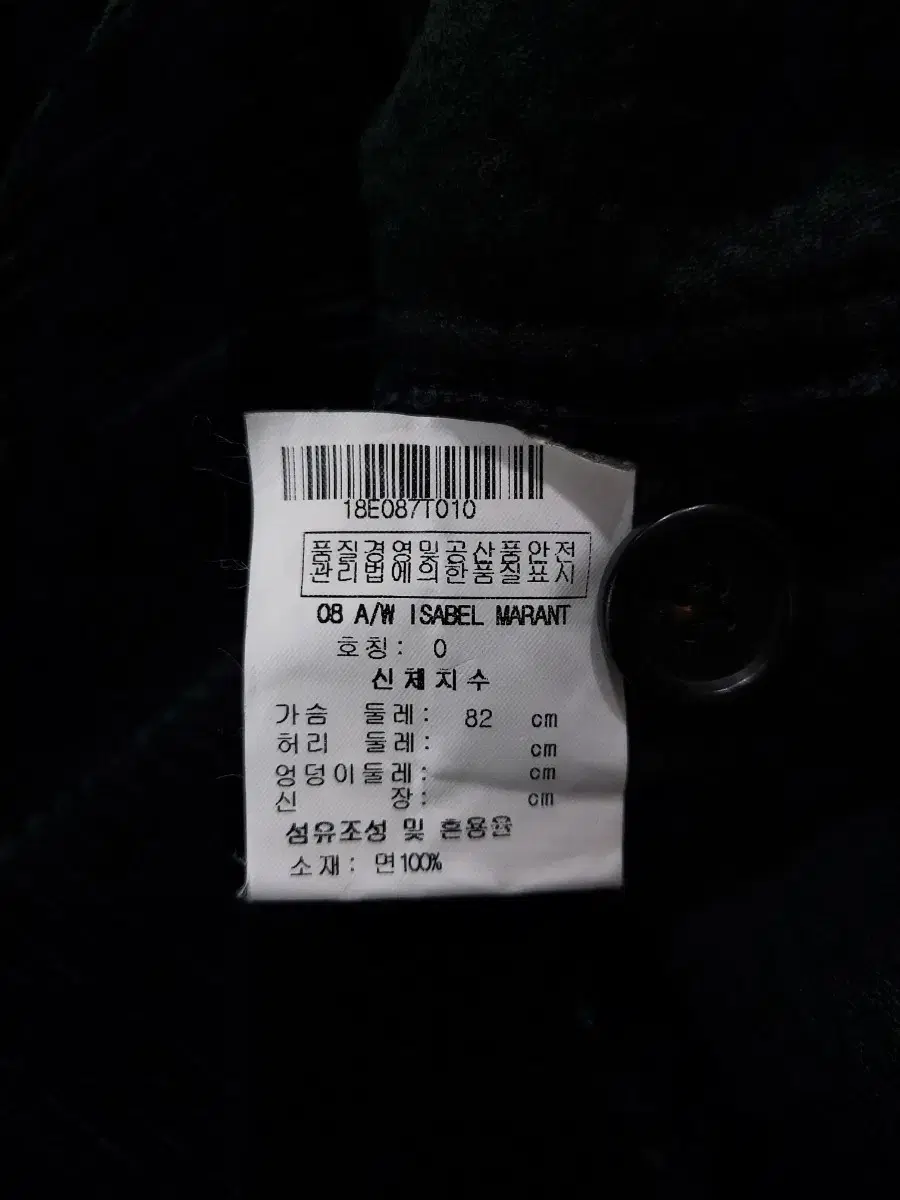 18E087T010
품질경영및공산품안전
관리법에의한품질표시
08 A/W ISABEL MARANT
호칭: 0
신체치수
가슴 둘레: 82 cm
허리 둘레: cm
엉덩이둘레: cm
신 장: cm
섬유조성 및 혼용율
소재: 면100%